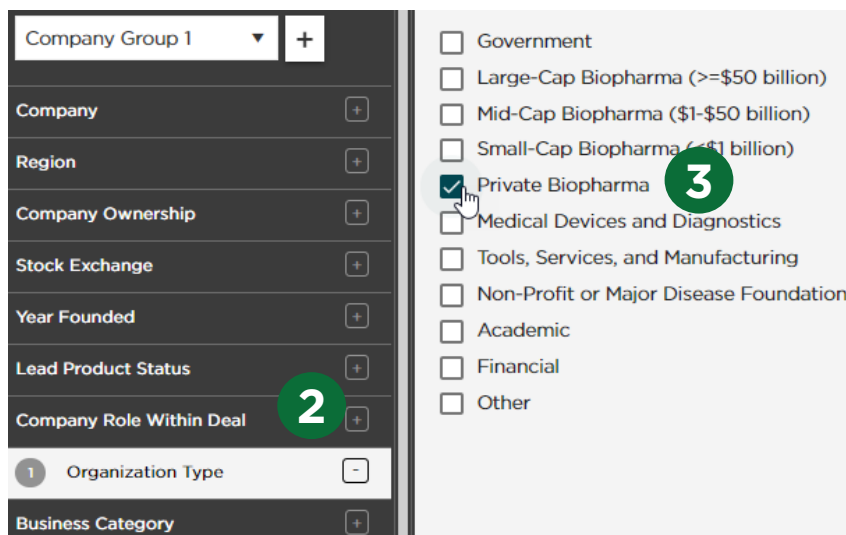 Company Group 1
+
Company
Region
Company Ownership
Stock Exchange
Year Founded
Lead Product Status
Company Role Within Deal
2
1 Organization Type
Business Category
Government
Large-Cap Biopharma (>=$50 billion)
Mid-Cap Biopharma ($1-$50 billion)
Small-Cap Biopharma (<$1 billion)
Private Biopharma
3
Medical Devices and Diagnostics
Tools, Services, and Manufacturing
Non-Profit or Major Disease Foundation
Academic
Financial
Other